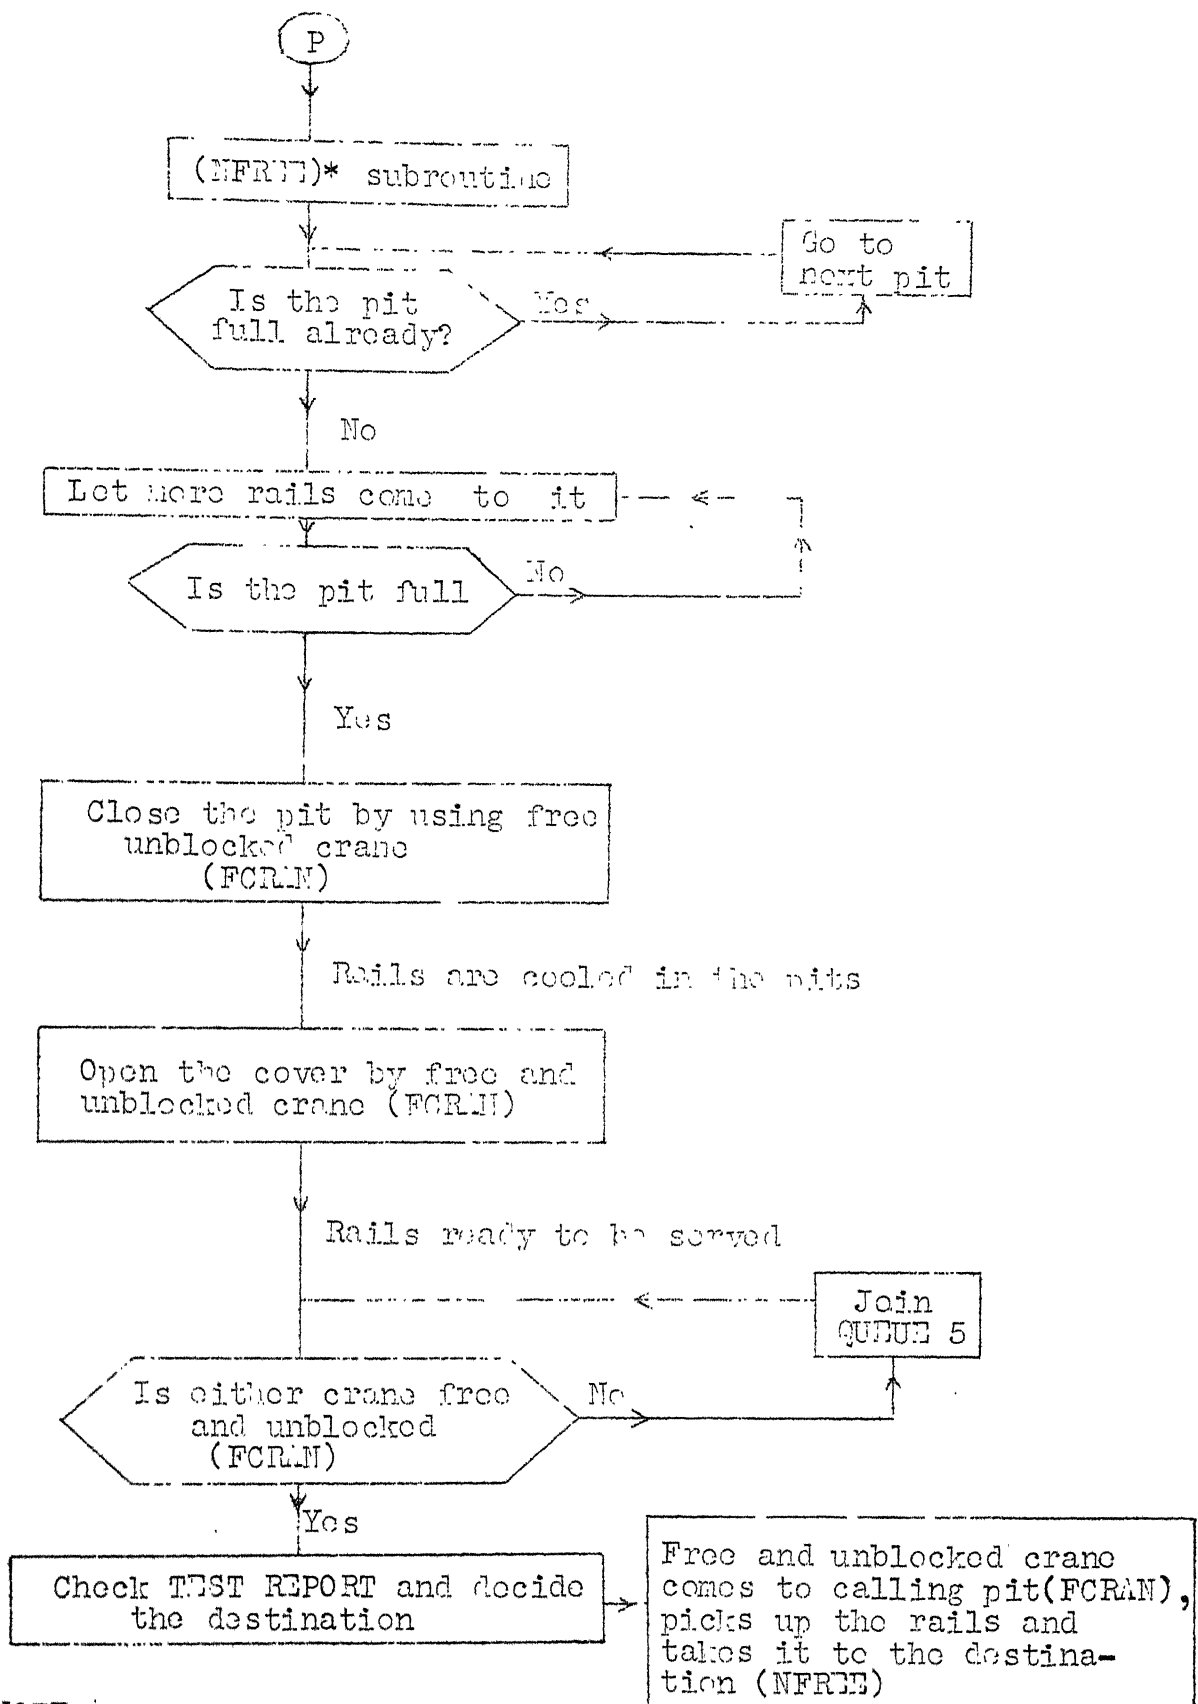 P
(NFREE)* subroutine
Go to
next pit
Is the pit
full already?
Yes
No
Let more rails come to it
Is the pit full
No
Yes
Close the pit by using free
unblocked crane
(FCRAN)
Rails are cooled in the pits
Open the cover by free and
unblocked crane (FCRAN)
Rails ready to be served
Join
QUEUE 5
Is either crane free
and unblocked
(FCRAN)
No
Yes
Check TEST REPORT and decide
the destination
Free and unblocked crane
comes to calling pit(FCRAN),
picks up the rails and
takes it to the destina-
tion (NFREE)